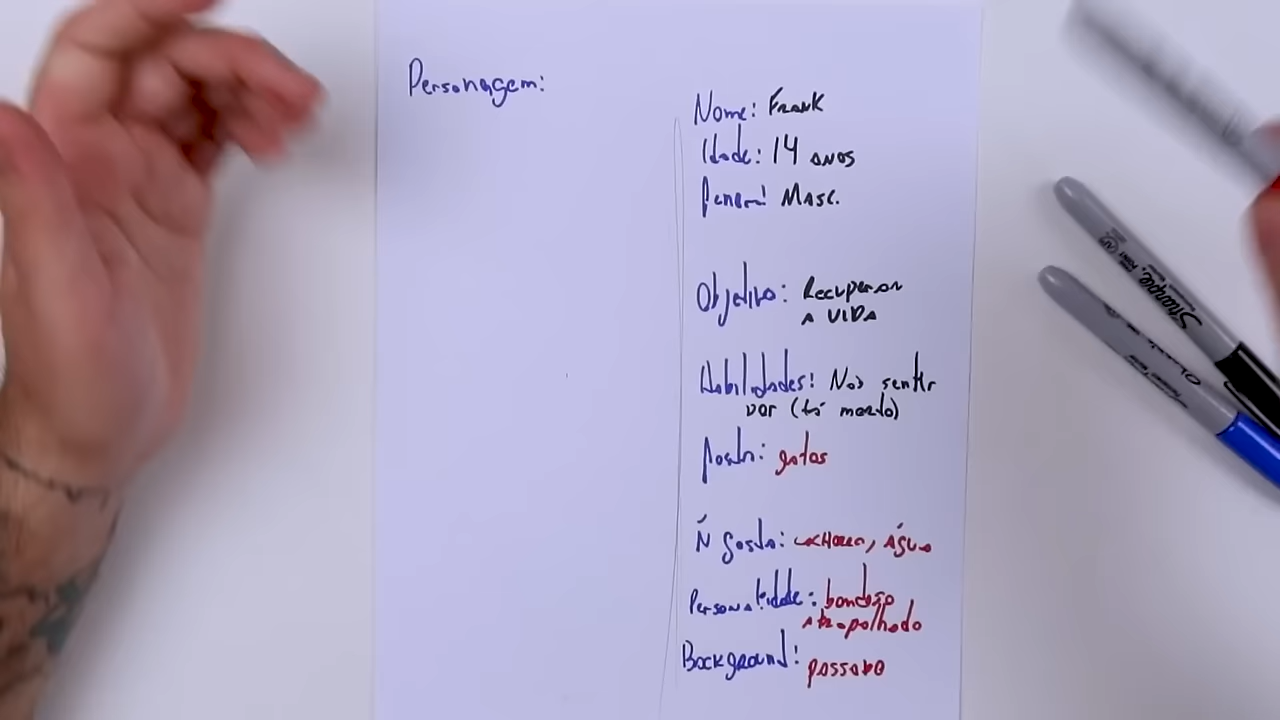 Personagem:
Nome: Frank
Idade: 14 anos
Genero: Masc.
Objetivo: Recuperar
a vida
Habilidades: Não sentir
dor (tá morto)
Gosta: gatos
Ñ gosta: cachorro, água
Personalidade: bondoso
atrapalhado
Background: passado
Sharpie